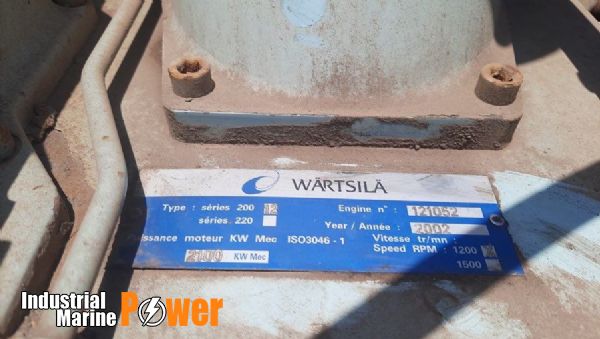 WÄRTSILÄ
Type : séries 200 12 Engine n° : 121052
séries 220 Year / Année : 2002
issance moteur KW Mec ISO3046 - 1 Vitesse tr/mn :
2100 KW Mec Speed RPM : 1200
1500
Industrial
Marine Power